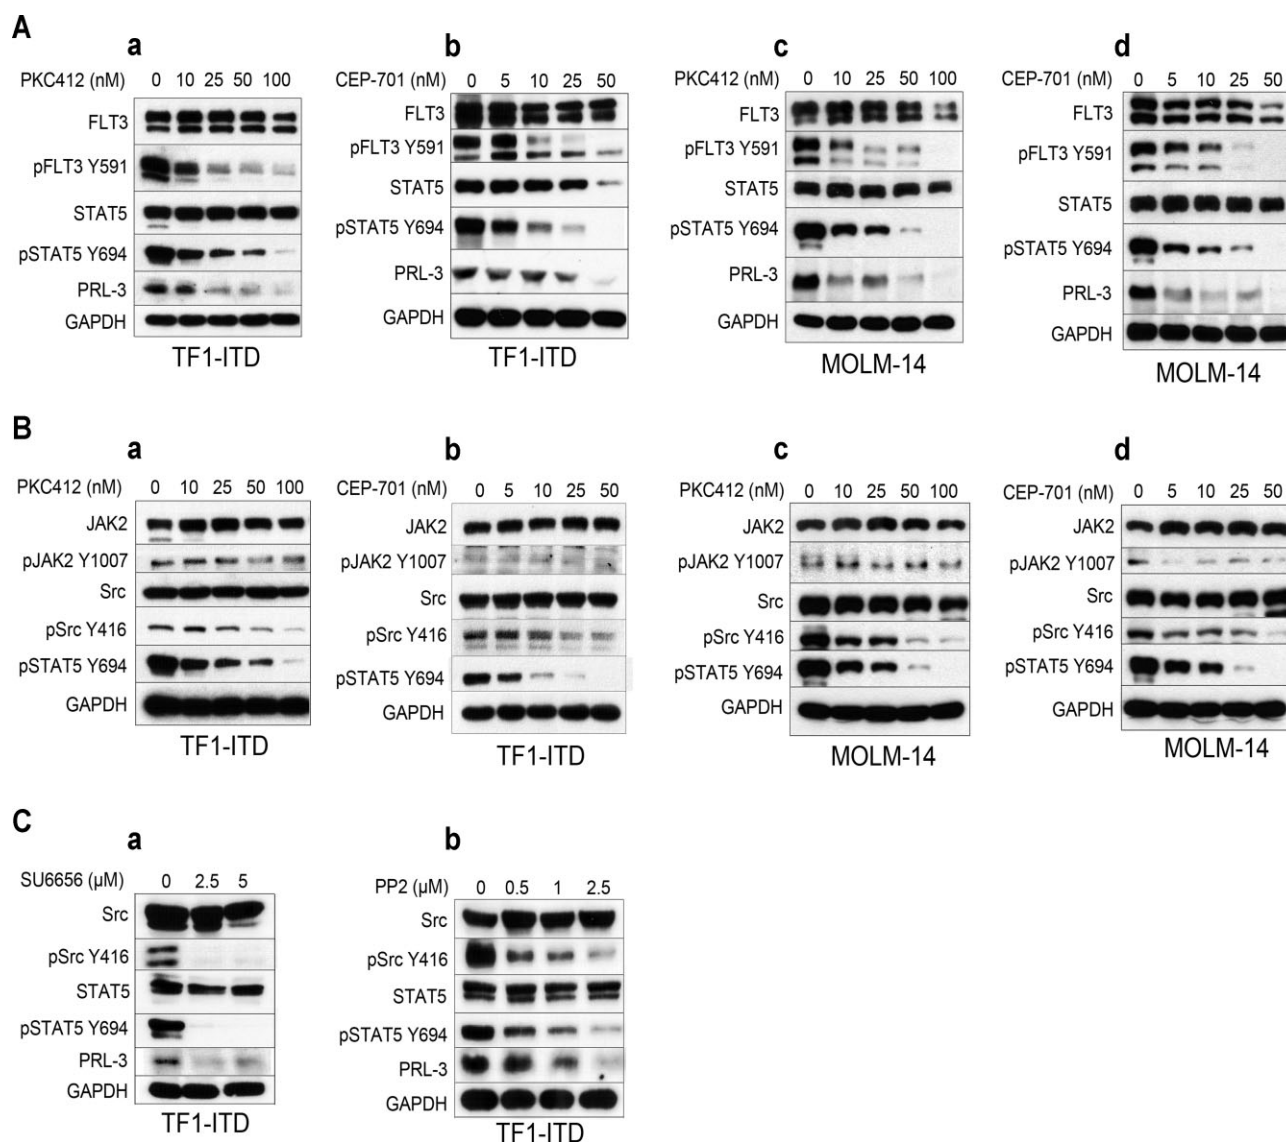 A
a
PKC412 (nM) 0 10 25 50 100
FLT3
pFLT3 Y591
STAT5
pSTAT5 Y694
PRL-3
GAPDH
TF1-ITD
b
CEP-701 (nM) 0 5 10 25 50
FLT3
pFLT3 Y591
STAT5
pSTAT5 Y694
PRL-3
GAPDH
TF1-ITD
c
PKC412 (nM) 0 10 25 50 100
FLT3
pFLT3 Y591
STAT5
pSTAT5 Y694
PRL-3
GAPDH
MOLM-14
d
CEP-701 (nM) 0 5 10 25 50
FLT3
pFLT3 Y591
STAT5
pSTAT5 Y694
PRL-3
GAPDH
MOLM-14
B
a
PKC412 (nM) 0 10 25 50 100
JAK2
pJAK2 Y1007
Src
pSrc Y416
pSTAT5 Y694
GAPDH
TF1-ITD
b
CEP-701 (nM) 0 5 10 25 50
JAK2
pJAK2 Y1007
Src
pSrc Y416
pSTAT5 Y694
GAPDH
TF1-ITD
c
PKC412 (nM) 0 10 25 50 100
JAK2
pJAK2 Y1007
Src
pSrc Y416
pSTAT5 Y694
GAPDH
MOLM-14
d
CEP-701 (nM) 0 5 10 25 50
JAK2
pJAK2 Y1007
Src
pSrc Y416
pSTAT5 Y694
GAPDH
MOLM-14
C
a
SU6656 (µM) 0 2.5 5
Src
pSrc Y416
STAT5
pSTAT5 Y694
PRL-3
GAPDH
TF1-ITD
b
PP2 (µM) 0 0.5 1 2.5
Src
pSrc Y416
STAT5
pSTAT5 Y694
PRL-3
GAPDH
TF1-ITD